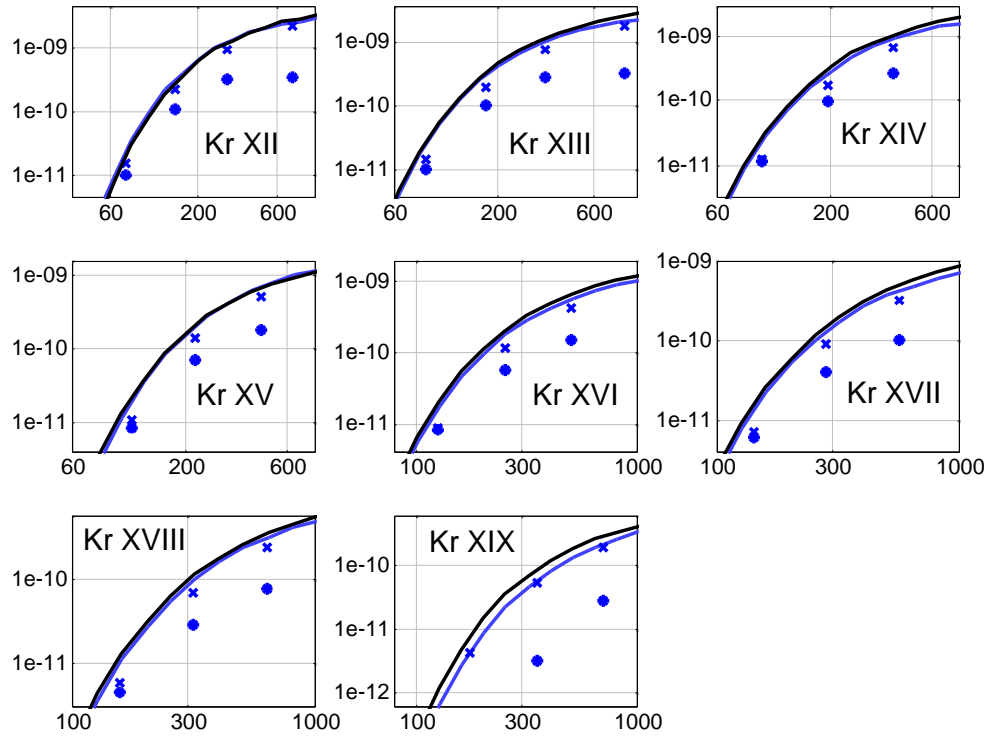 1e-09
1e-10
1e-11
Kr XII
60 200 600
1e-09
1e-10
1e-11
Kr XIII
60 200 600
1e-09
1e-10
1e-11
Kr XIV
60 200 600
1e-09
1e-10
1e-11
Kr XV
60 200 600
1e-09
1e-10
1e-11
Kr XVI
100 300 1000
1e-09
1e-10
1e-11
Kr XVII
100 300 1000
Kr XVIII
1e-10
1e-11
100 300 1000
Kr XIX
1e-10
1e-11
1e-12
100 300 1000